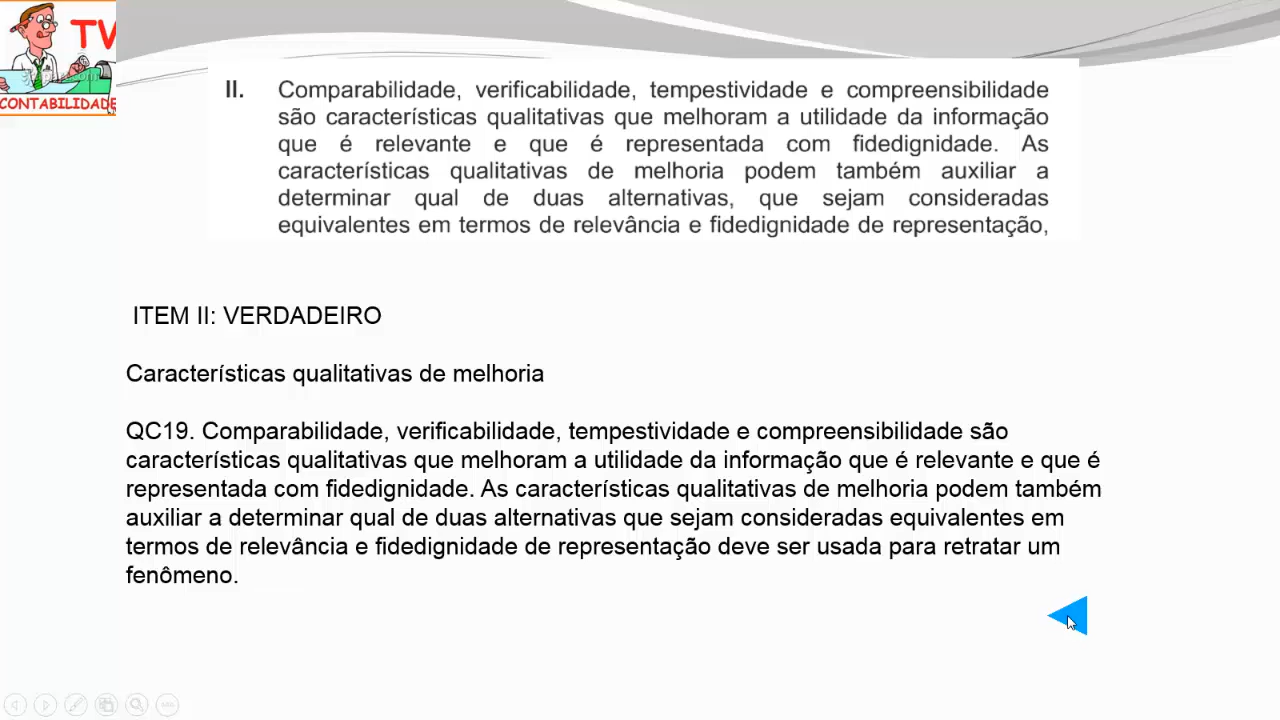 TV
CONTABILIDADE
II. Comparabilidade, verificabilidade, tempestividade e compreensibilidade
são características qualitativas que melhoram a utilidade da informação
que é relevante e que é representada com fidedignidade. As
características qualitativas de melhoria podem também auxiliar a
determinar qual de duas alternativas, que sejam consideradas
equivalentes em termos de relevância e fidedignidade de representação,
ITEM II: VERDADEIRO
Características qualitativas de melhoria
QC19. Comparabilidade, verificabilidade, tempestividade e compreensibilidade são
características qualitativas que melhoram a utilidade da informação que é relevante e que é
representada com fidedignidade. As características qualitativas de melhoria podem também
auxiliar a determinar qual de duas alternativas que sejam consideradas equivalentes em
termos de relevância e fidedignidade de representação deve ser usada para retratar um
fenômeno.